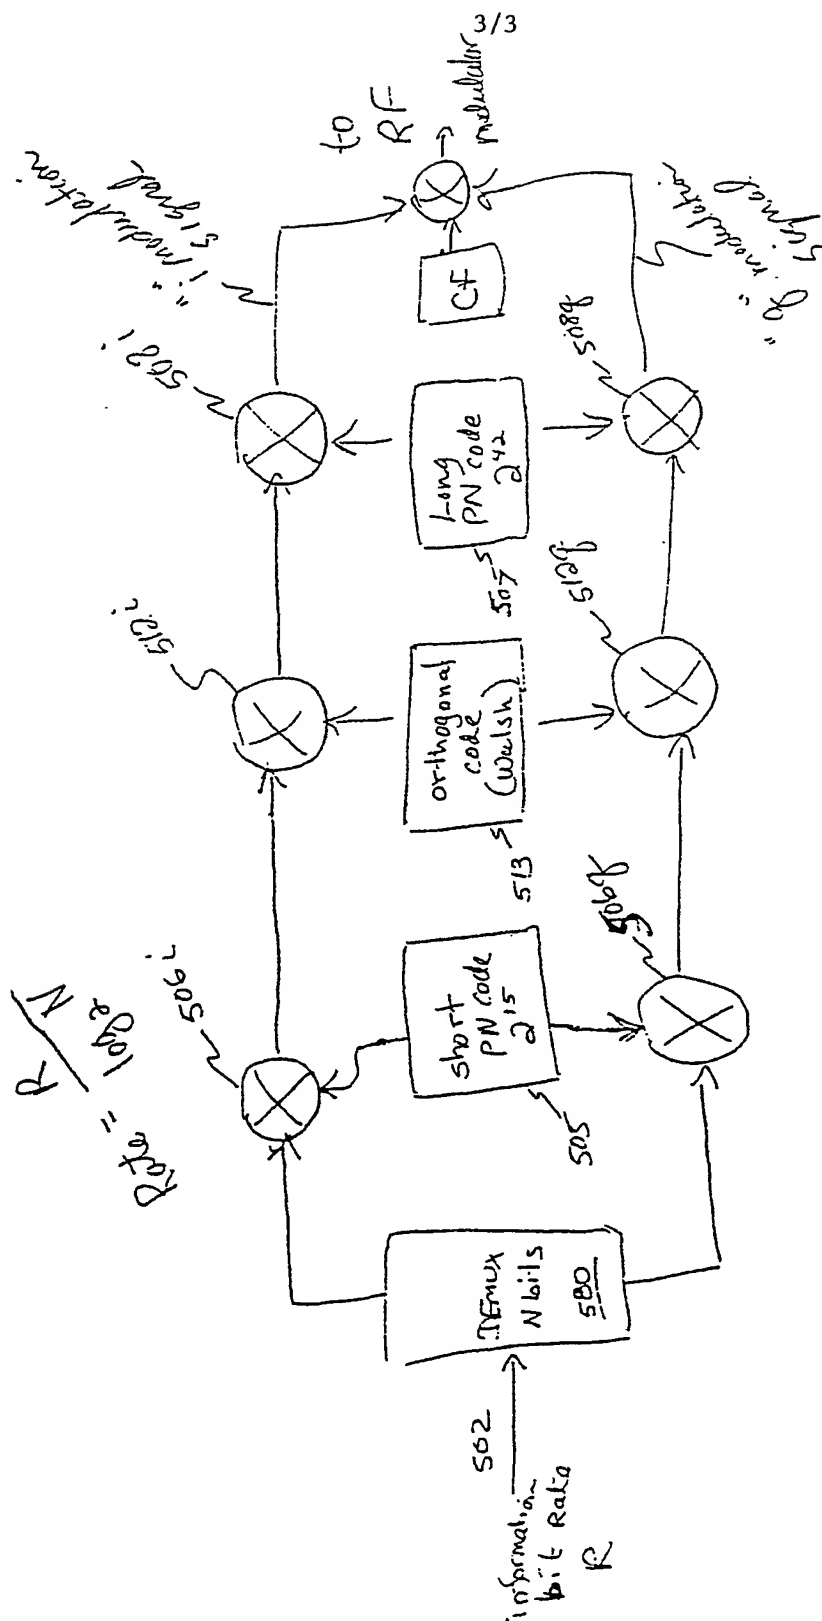 3/3
to
RF
modulator
"i" modulation
signal
"q" modulation
signal
CF
508i
508q
Long
PN code
2^42
507
512i
512q
orthogonal
code
(Walsh)
513
Rate = R / log2 N
506i
506q
short
PN code
2^15
505
DEMUX
N bits
580
502
information
bit Rate
R